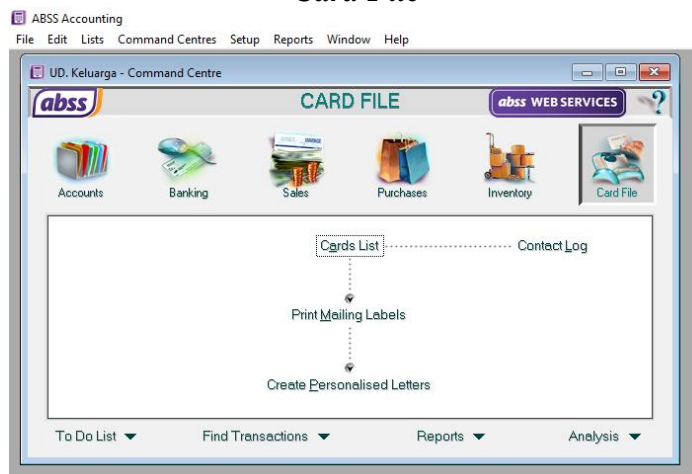 Card File
ABSS Accounting
File Edit Lists Command Centres Setup Reports Window Help
UD. Keluarga - Command Centre
abss CARD FILE abss WEB SERVICES ?
Accounts Banking Sales Purchases Inventory Card File
Cards List Contact Log
Print Mailing Labels
Create Personalised Letters
To Do List Find Transactions Reports Analysis